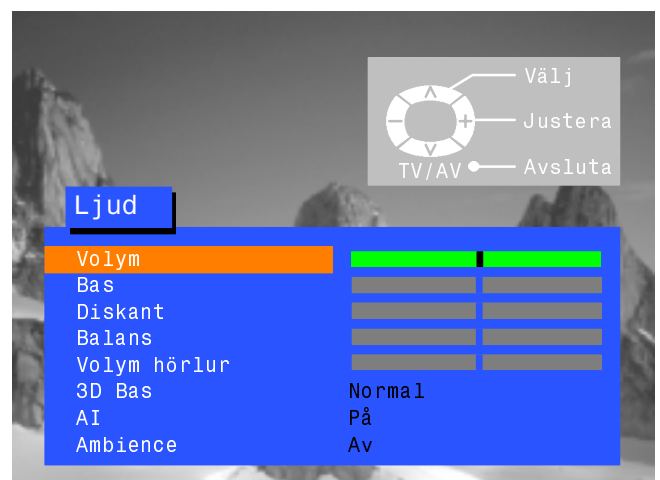 Välj
Justera
TV/AV Avsluta
Ljud
Volym
Bas
Diskant
Balans
Volym hörlur
3D Bas Normal
AI På
Ambience Av